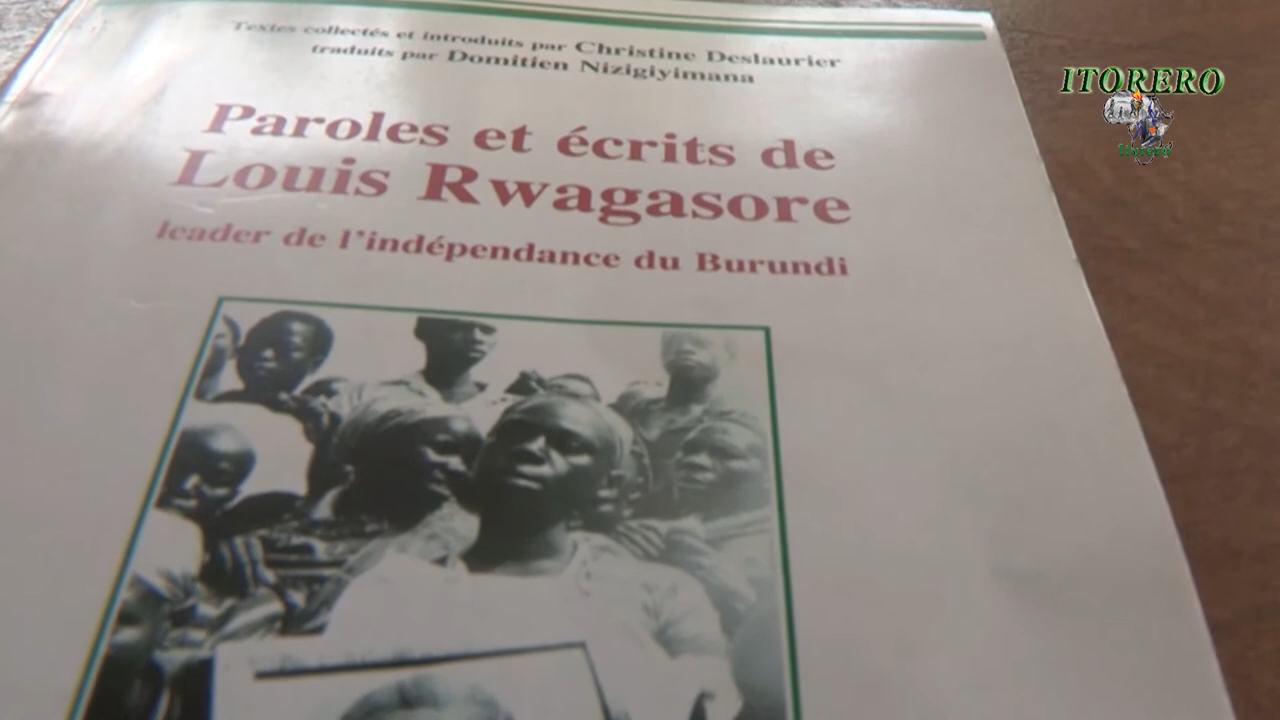 Textes collectés et introduits par Christine Deslaurier
traduits par Domitien Nizigiyimana
Paroles et écrits de
Louis Rwagasore
leader de l'indépendance du Burundi
ITORERO
Itorero